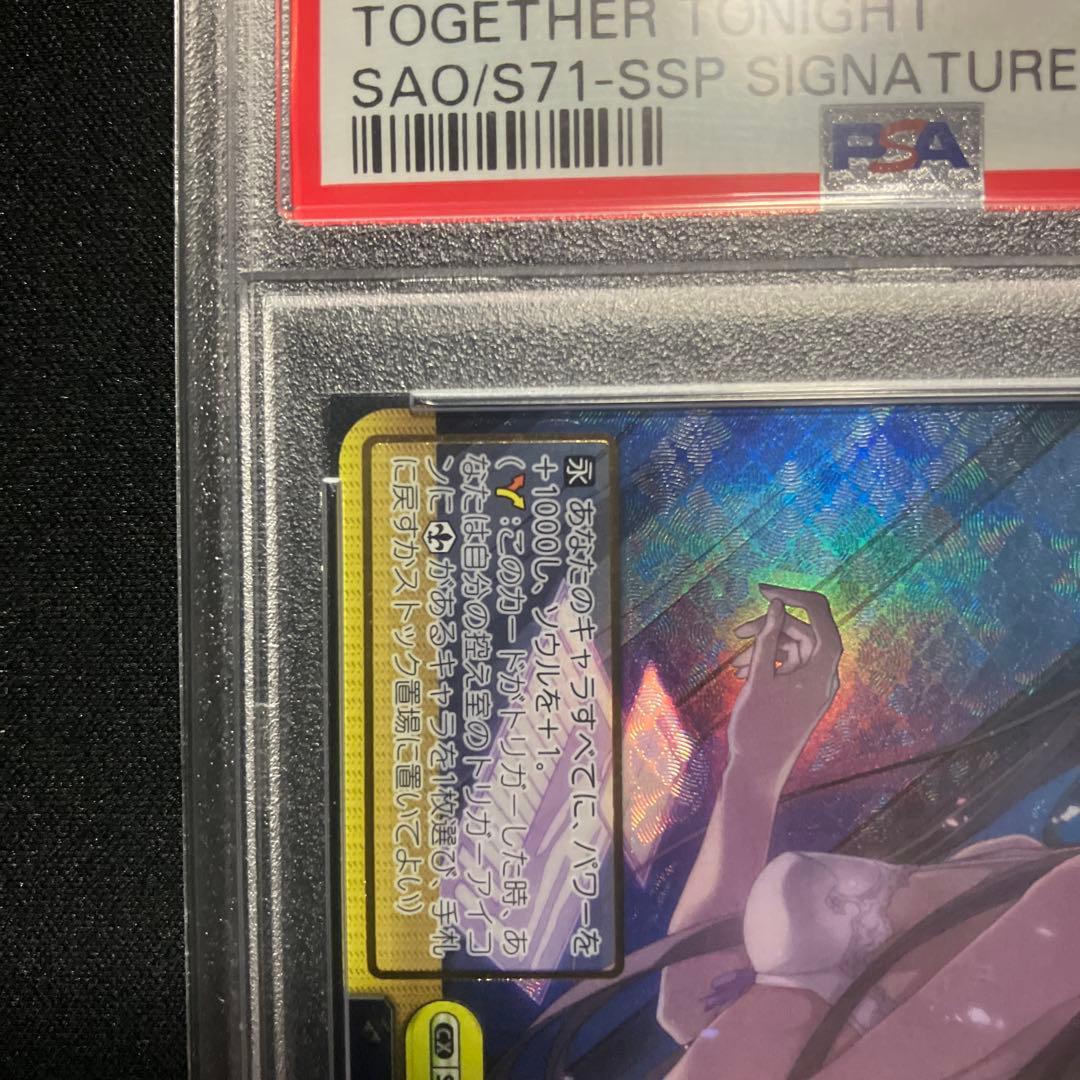 TOGETHER TONIGHT
SAO/S71-SSP SIGNATURE
PSA
永 あなたのキャラすべてに、パワーを
+1000し、ソウルを+1。
( :このカードがトリガーした時、あ
なたは自分の控え室のトリガーアイコ
ンに があるキャラを1枚選び、手札
に戻すかストック置場に置いてよい)
CX